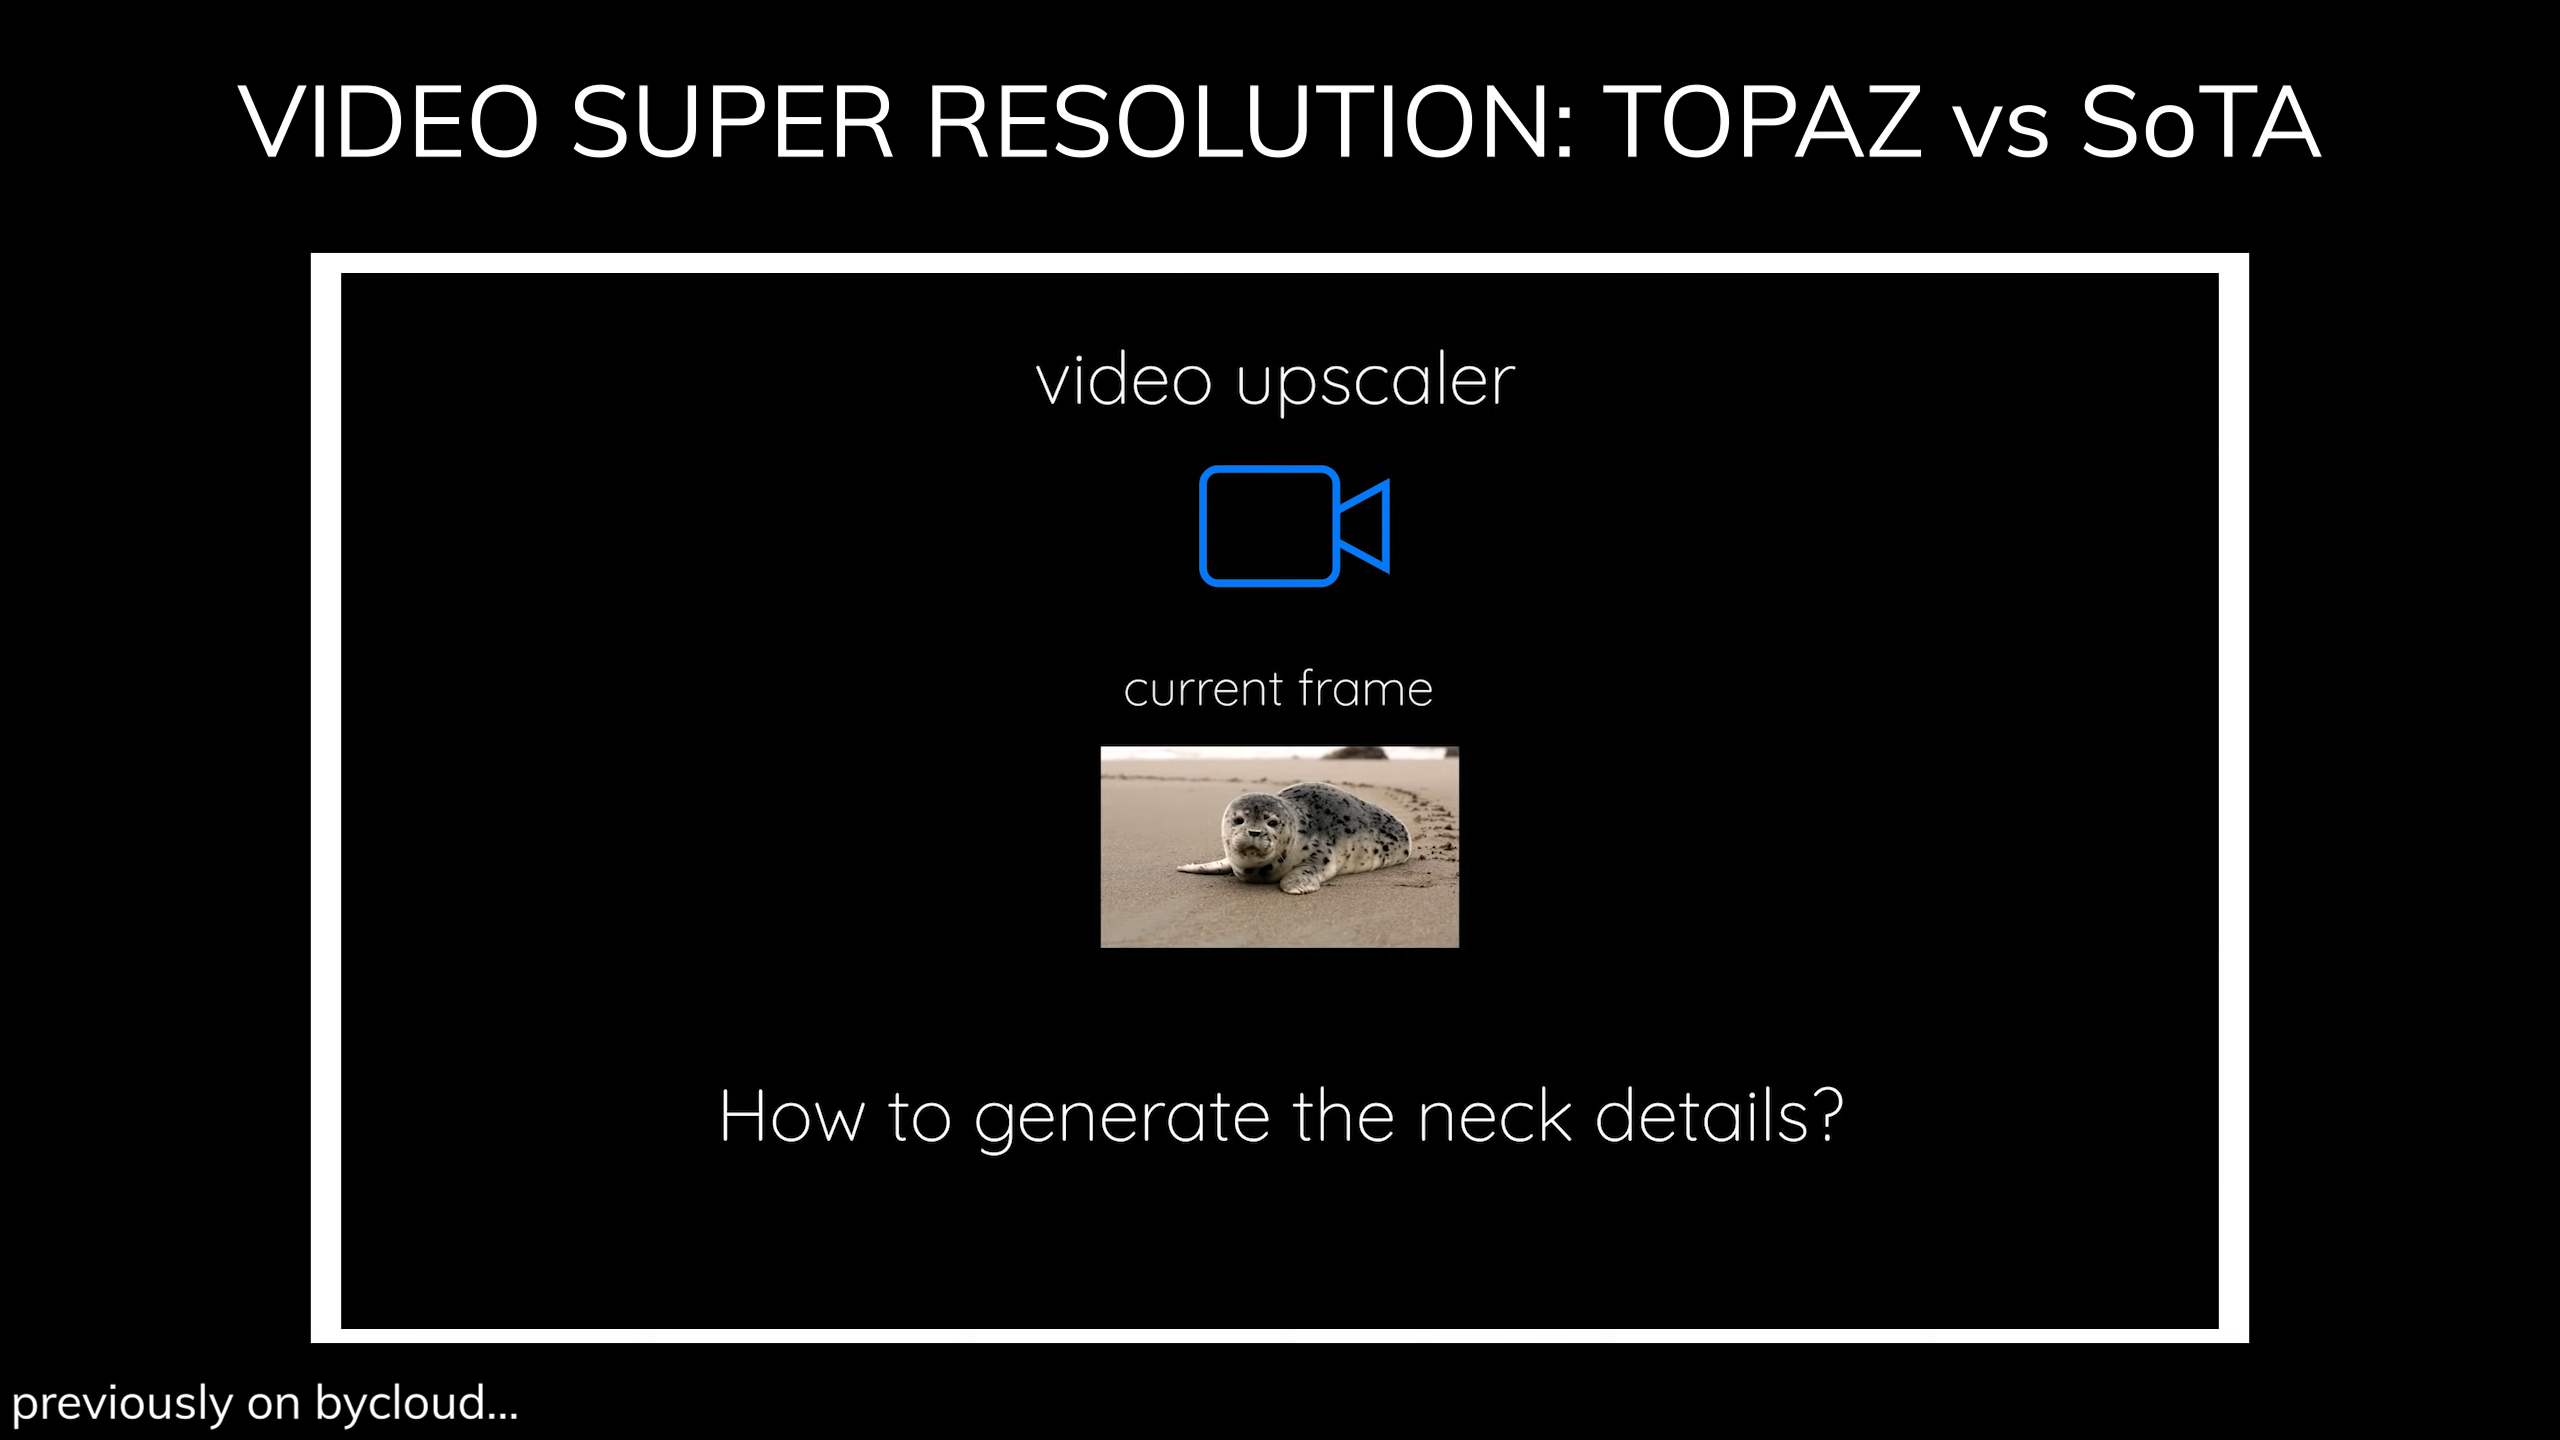 VIDEO SUPER RESOLUTION: TOPAZ vs SoTA
video upscaler
current frame
How to generate the neck details?
previously on bycloud...